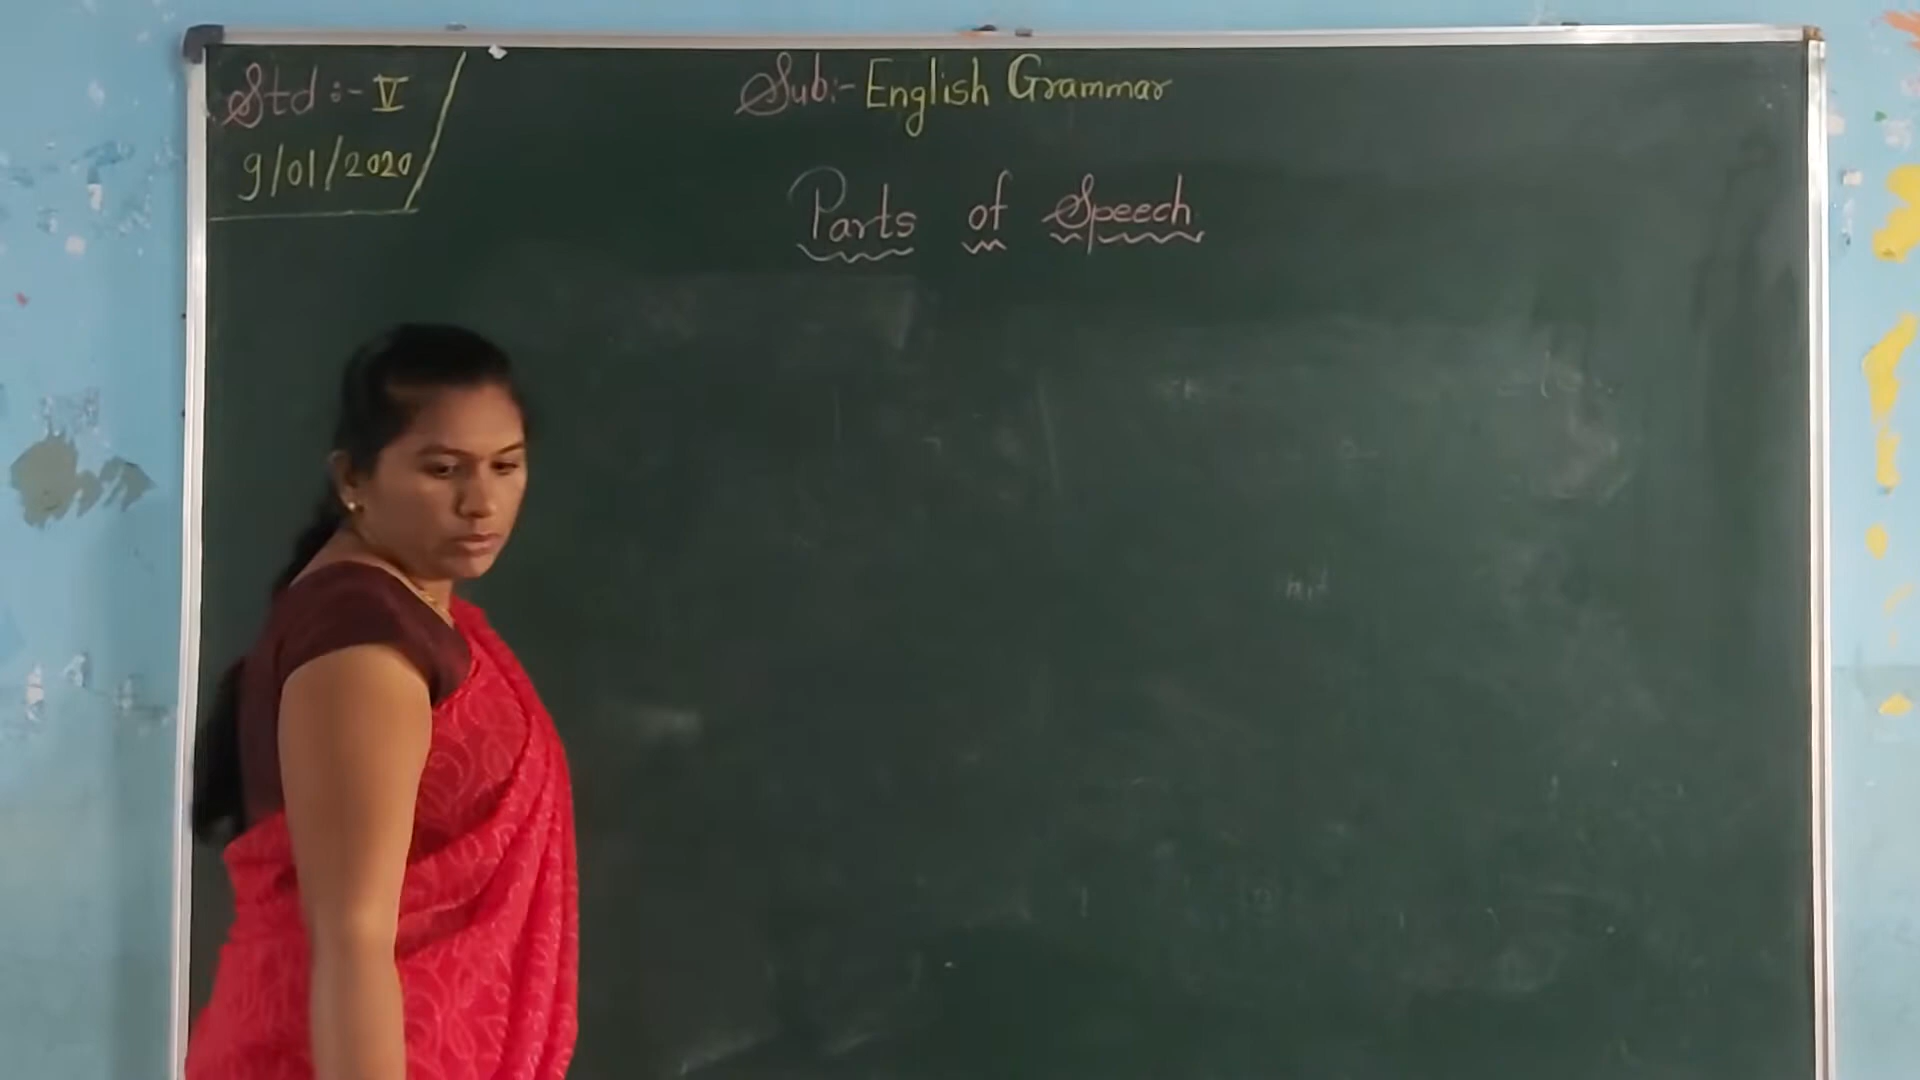 Std :- V
9/01/2020
Sub:- English Grammar
Parts of Speech